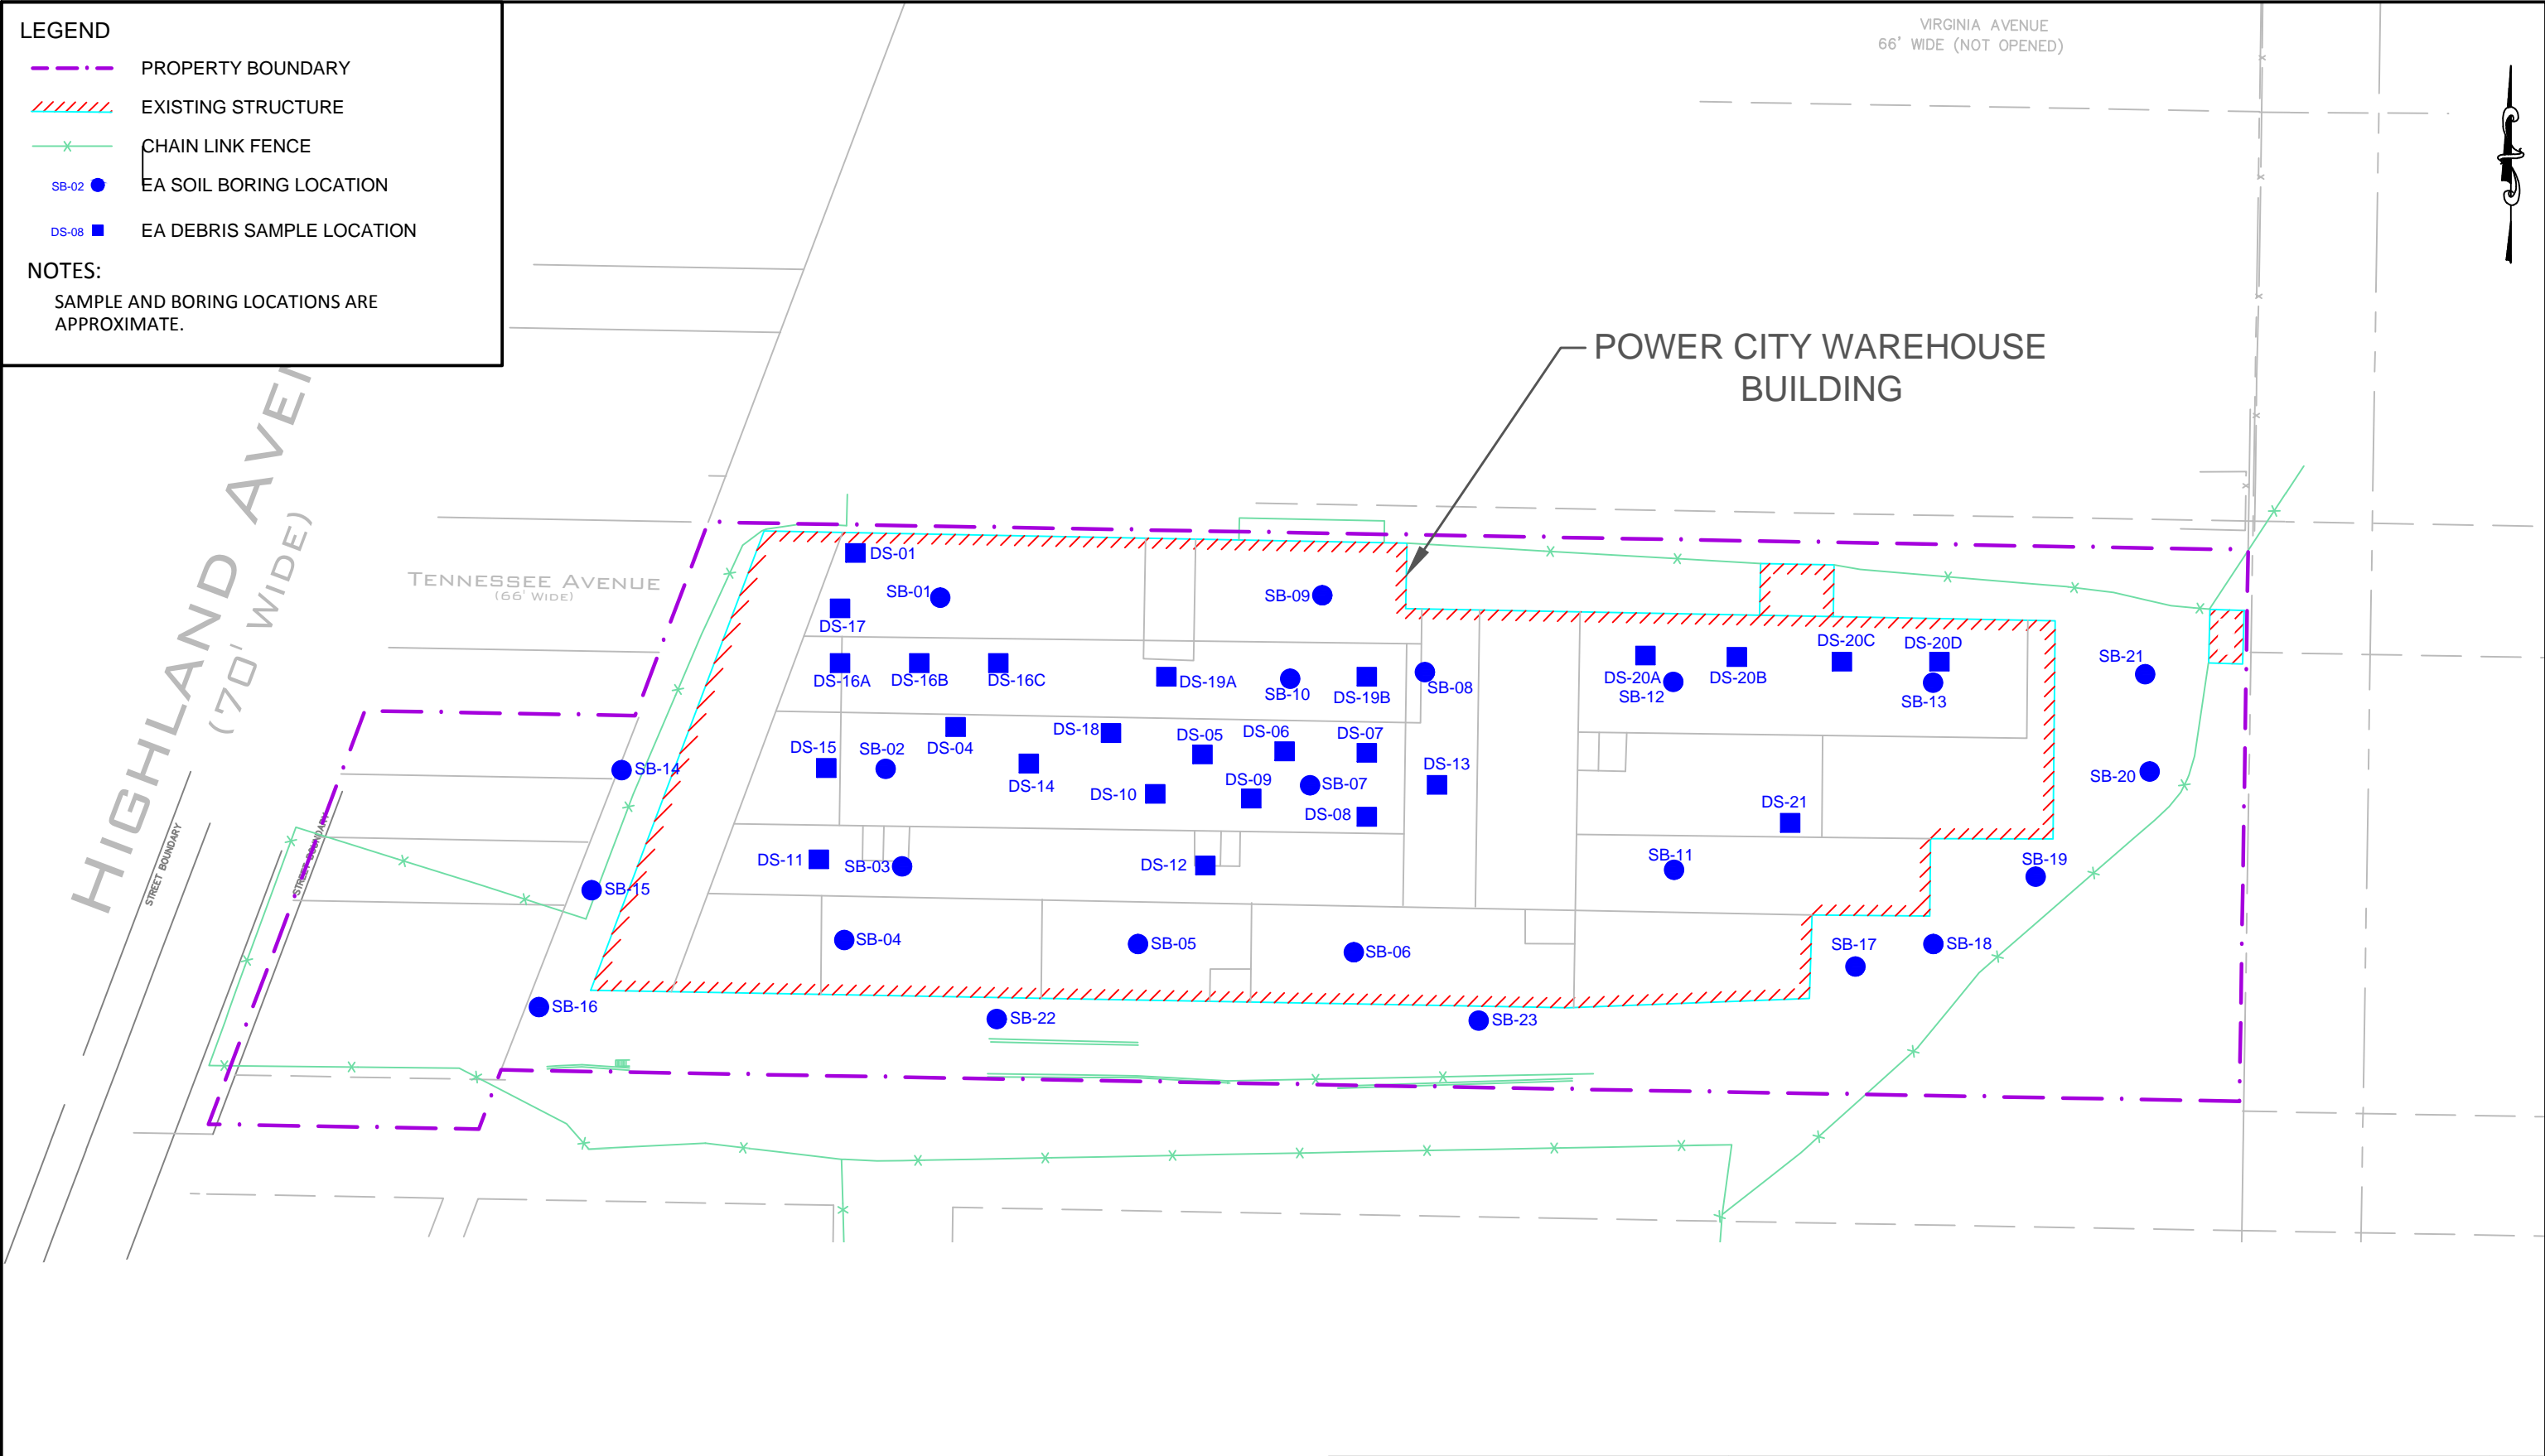 LEGEND
PROPERTY BOUNDARY
EXISTING STRUCTURE
CHAIN LINK FENCE
SB-02
EA SOIL BORING LOCATION
DS-08
EA DEBRIS SAMPLE LOCATION
NOTES:
SAMPLE AND BORING LOCATIONS ARE
APPROXIMATE.
VIRGINIA AVENUE
66' WIDE (NOT OPENED)
POWER CITY WAREHOUSE
BUILDING
HIGHLAND
(70' WIDE)
STREET BOUNDARY
STREET BOUNDARY
TENNESSEE AVENUE
(66' WIDE)
DS-01
SB-01
SB-09
DS-17
DS-16A
DS-16B
DS-16C
DS-19A
SB-10
DS-19B
SB-08
DS-20A
SB-12
DS-20B
DS-20C
DS-20D
SB-13
SB-21
DS-15
SB-02
DS-04
DS-18
DS-14
DS-05
DS-06
DS-07
DS-10
DS-09
SB-07
DS-08
DS-13
DS-21
SB-20
SB-14
DS-11
SB-03
DS-12
SB-11
SB-19
SB-15
SB-04
SB-05
SB-06
SB-17
SB-18
SB-16
SB-22
SB-23